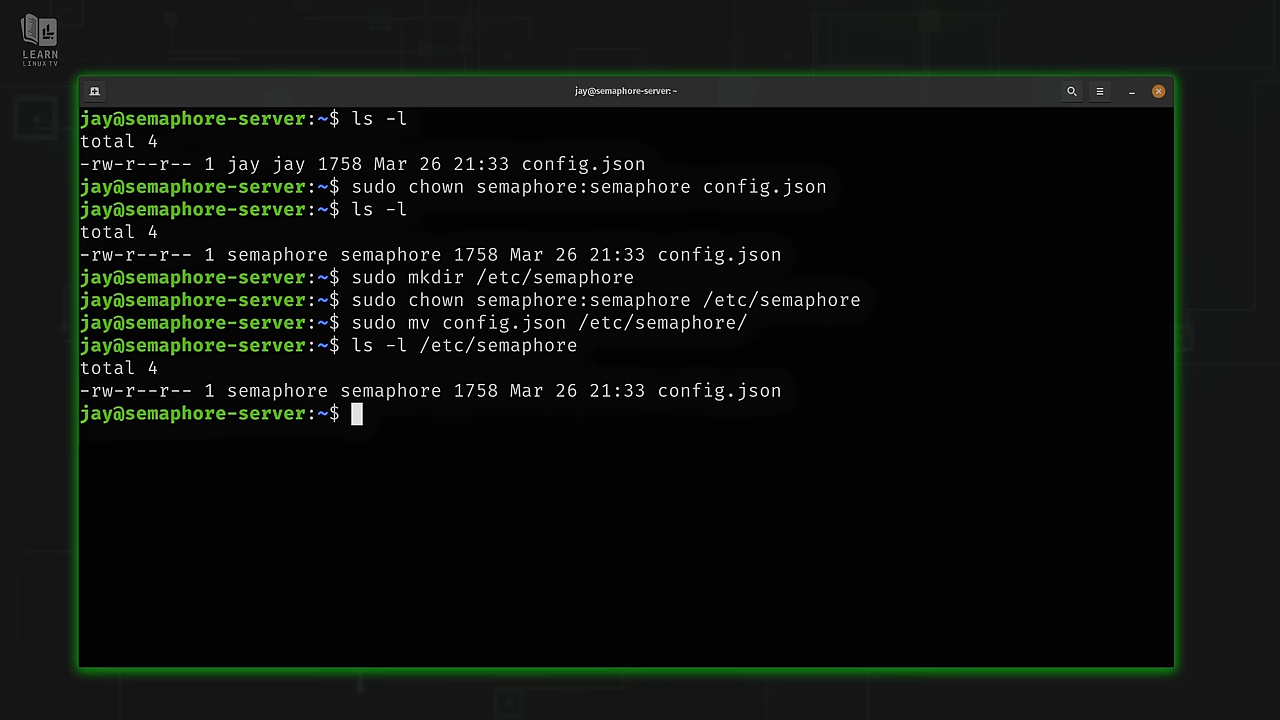 LEARN
LINUX TV
jay@semaphore-server: ~
jay@semaphore-server:~$ ls -l
total 4
-rw-r--r-- 1 jay jay 1758 Mar 26 21:33 config.json
jay@semaphore-server:~$ sudo chown semaphore:semaphore config.json
jay@semaphore-server:~$ ls -l
total 4
-rw-r--r-- 1 semaphore semaphore 1758 Mar 26 21:33 config.json
jay@semaphore-server:~$ sudo mkdir /etc/semaphore
jay@semaphore-server:~$ sudo chown semaphore:semaphore /etc/semaphore
jay@semaphore-server:~$ sudo mv config.json /etc/semaphore/
jay@semaphore-server:~$ ls -l /etc/semaphore
total 4
-rw-r--r-- 1 semaphore semaphore 1758 Mar 26 21:33 config.json
jay@semaphore-server:~$